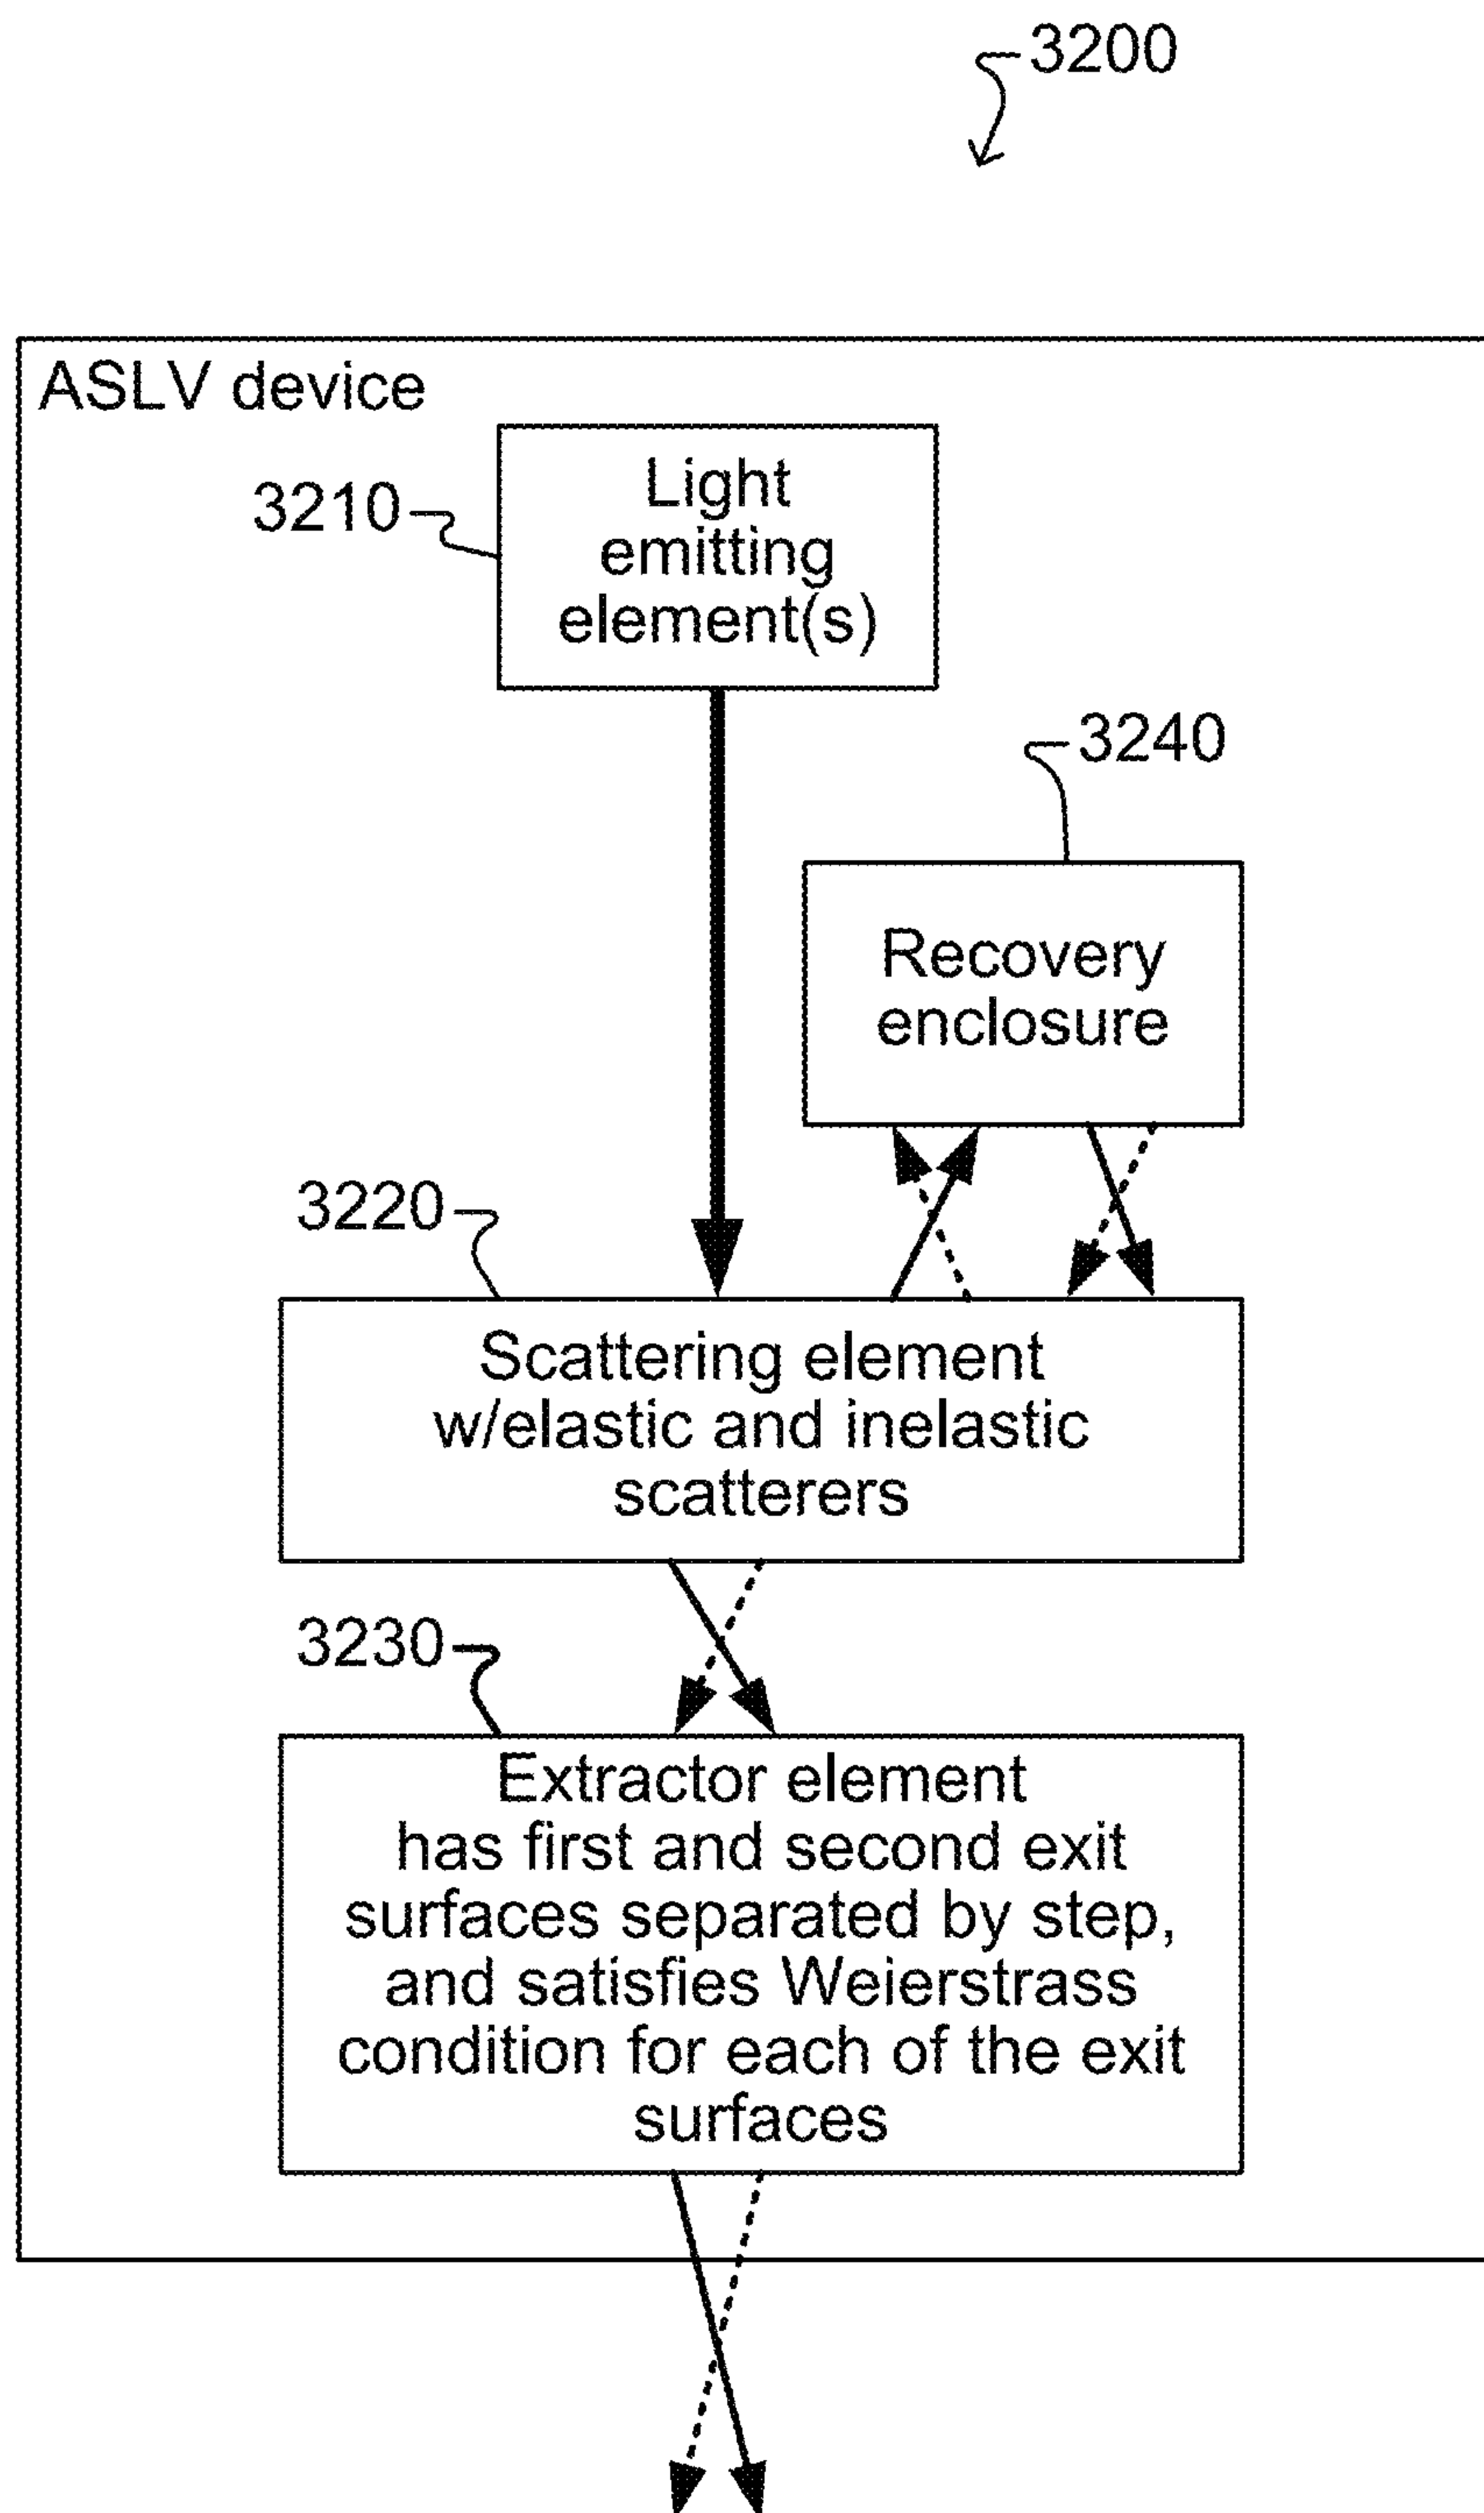 3200
ASLV device
3210
Light
emitting
element(s)
3240
Recovery
enclosure
3220
Scattering element
w/elastic and inelastic
scatterers
3230
Extractor element
has first and second exit
surfaces separated by step,
and satisfies Weierstrass
condition for each of the exit
surfaces